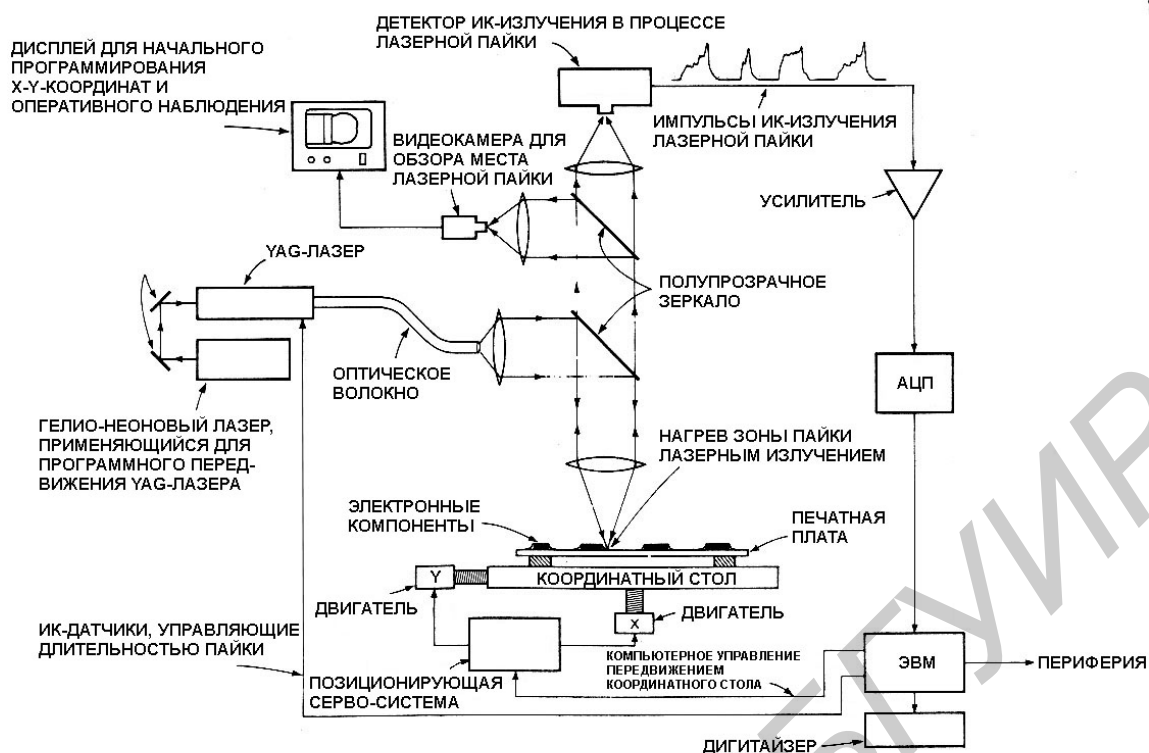 ДЕТЕКТОР ИК-ИЗЛУЧЕНИЯ В ПРОЦЕССЕ
ЛАЗЕРНОЙ ПАЙКИ
ДИСПЛЕЙ ДЛЯ НАЧАЛЬНОГО
ПРОГРАММИРОВАНИЯ
X-Y-КООРДИНАТ И
ОПЕРАТИВНОГО НАБЛЮДЕНИЯ
ВИДЕОКАМЕРА ДЛЯ
ОБЗОРА МЕСТА
ЛАЗЕРНОЙ ПАЙКИ
ИМПУЛЬСЫ ИК-ИЗЛУЧЕНИЯ
ЛАЗЕРНОЙ ПАЙКИ
УСИЛИТЕЛЬ
YAG-ЛАЗЕР
ПОЛУПРОЗРАЧНОЕ
ЗЕРКАЛО
ОПТИЧЕСКОЕ
ВОЛОКНО
АЦП
ГЕЛИО-НЕОНОВЫЙ ЛАЗЕР,
ПРИМЕНЯЮЩИЙСЯ ДЛЯ
ПРОГРАММНОГО ПЕРЕД-
ВИЖЕНИЯ YAG-ЛАЗЕРА
НАГРЕВ ЗОНЫ ПАЙКИ
ЛАЗЕРНЫМ ИЗЛУЧЕНИЕМ
ЭЛЕКТРОННЫЕ
КОМПОНЕНТЫ
ПЕЧАТНАЯ
ПЛАТА
Y
КООРДИНАТНЫЙ СТОЛ
ДВИГАТЕЛЬ
X
ДВИГАТЕЛЬ
ИК-ДАТЧИКИ, УПРАВЛЯЮЩИЕ
ДЛИТЕЛЬНОСТЬЮ ПАЙКИ
ПОЗИЦИОНИРУЮЩАЯ
СЕРВО-СИСТЕМА
КОМПЬЮТЕРНОЕ УПРАВЛЕНИЕ
ПЕРЕДВИЖЕНИЕМ
КООРДИНАТНОГО СТОЛА
ЭВМ
ПЕРИФЕРИЯ
ДИГИТАЙЗЕР
БГУИР